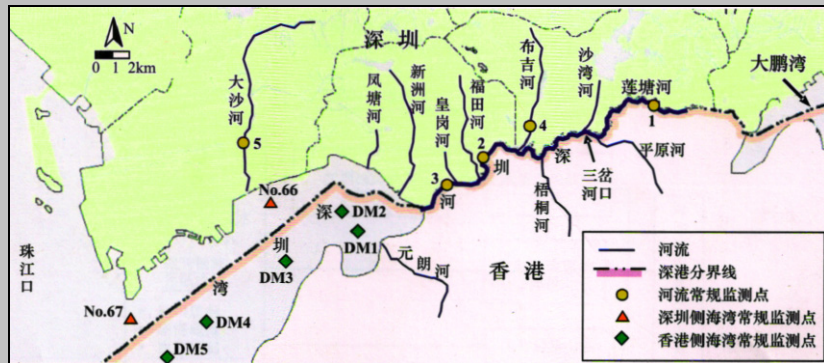 N
0 1 2km
深圳
大沙河
凤塘河
新洲河
皇岗河
福田河
布吉河
沙湾河
莲塘河
大鹏湾
1
2
3
4
5
平原河
三岔河口
深圳河
梧桐河
No.66
深圳湾
DM2
DM1
DM3
元朗河
香港
珠江口
No.67
DM4
DM5
河流
深港分界线
河流常规监测点
深圳侧海湾常规监测点
香港侧海湾常规监测点